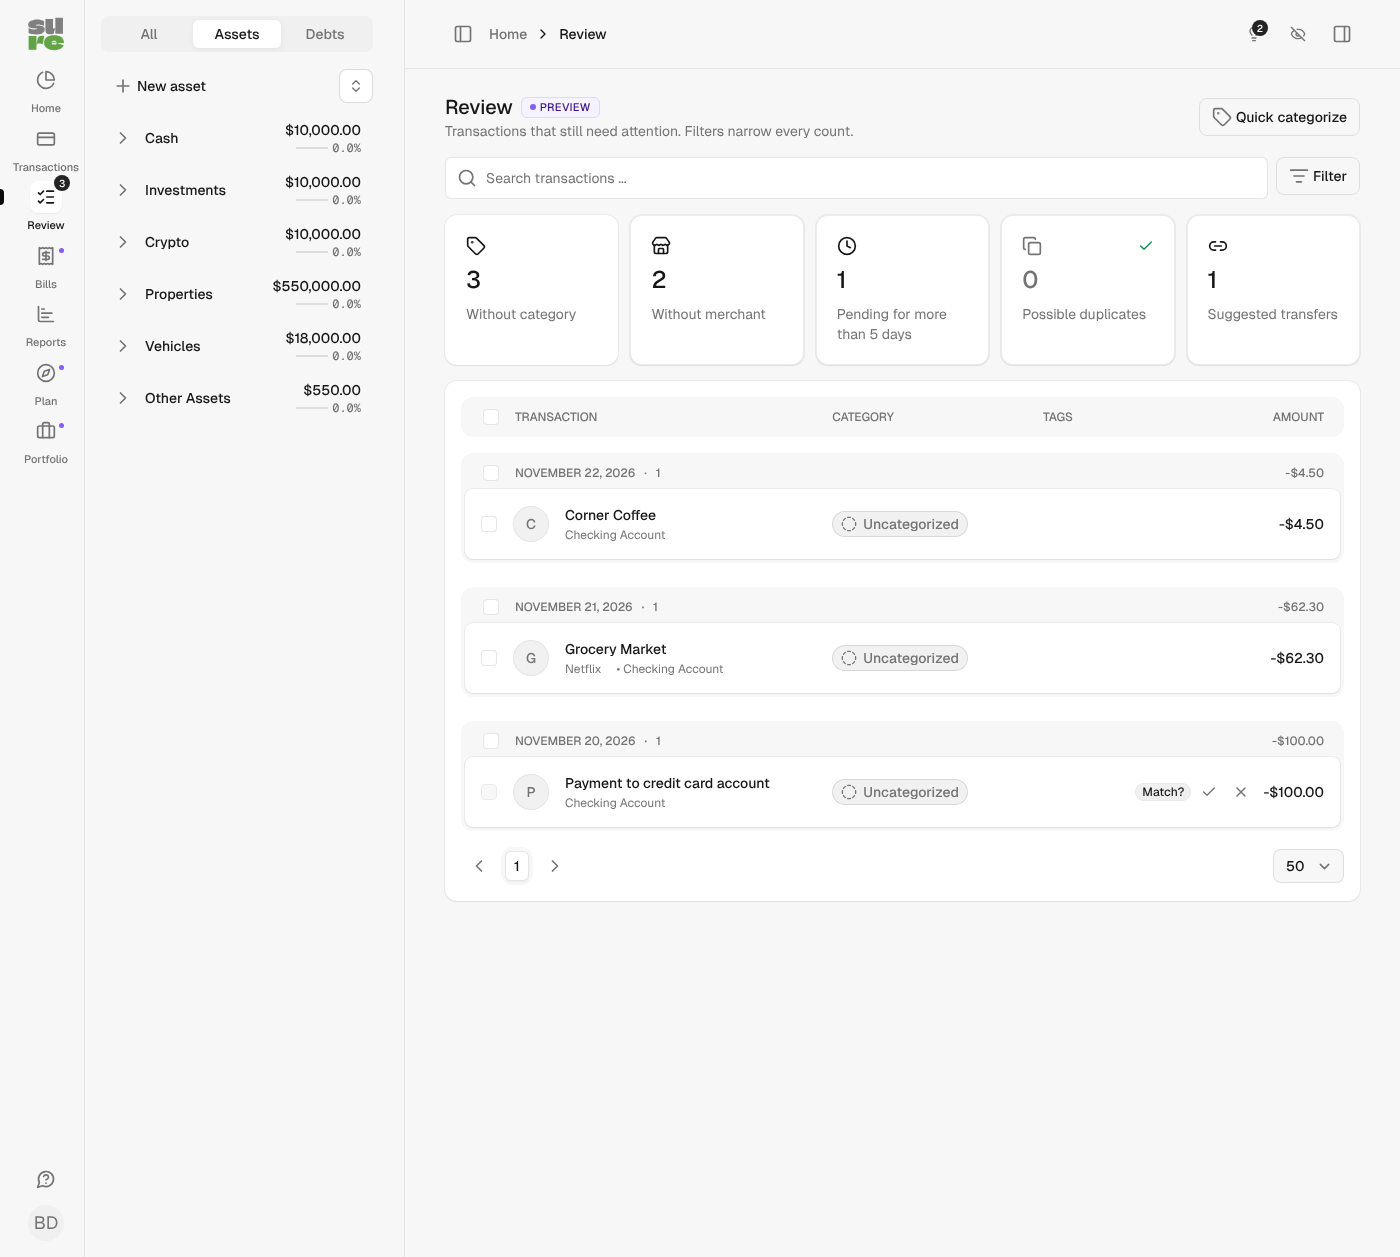 sure
Home
Transactions
3
Review
Bills
Reports
Plan
Portfolio
BD
All
Assets
Debts
New asset
Cash
$10,000.00
0.0%
Investments
$10,000.00
0.0%
Crypto
$10,000.00
0.0%
Properties
$550,000.00
0.0%
Vehicles
$18,000.00
0.0%
Other Assets
$550.00
0.0%
Home
Review
2
Review
PREVIEW
Transactions that still need attention. Filters narrow every count.
Quick categorize
Search transactions ...
Filter
3
Without category
2
Without merchant
1
Pending for more
than 5 days
0
Possible duplicates
1
Suggested transfers
TRANSACTION CATEGORY TAGS AMOUNT
NOVEMBER 22, 2026 · 1 -$4.50
C
Corner Coffee
Checking Account
Uncategorized
-$4.50
NOVEMBER 21, 2026 · 1 -$62.30
G
Grocery Market
Netflix • Checking Account
Uncategorized
-$62.30
NOVEMBER 20, 2026 · 1 -$100.00
P
Payment to credit card account
Checking Account
Uncategorized
Match?
-$100.00
1
50